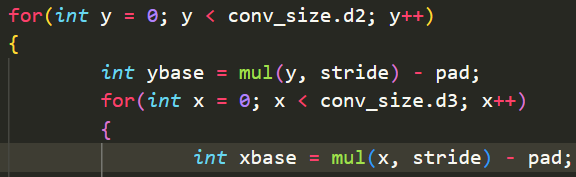 for(int y = 0; y < conv_size.d2; y++)
{
int ybase = mul(y, stride) - pad;
for(int x = 0; x < conv_size.d3; x++)
{
int xbase = mul(x, stride) - pad;